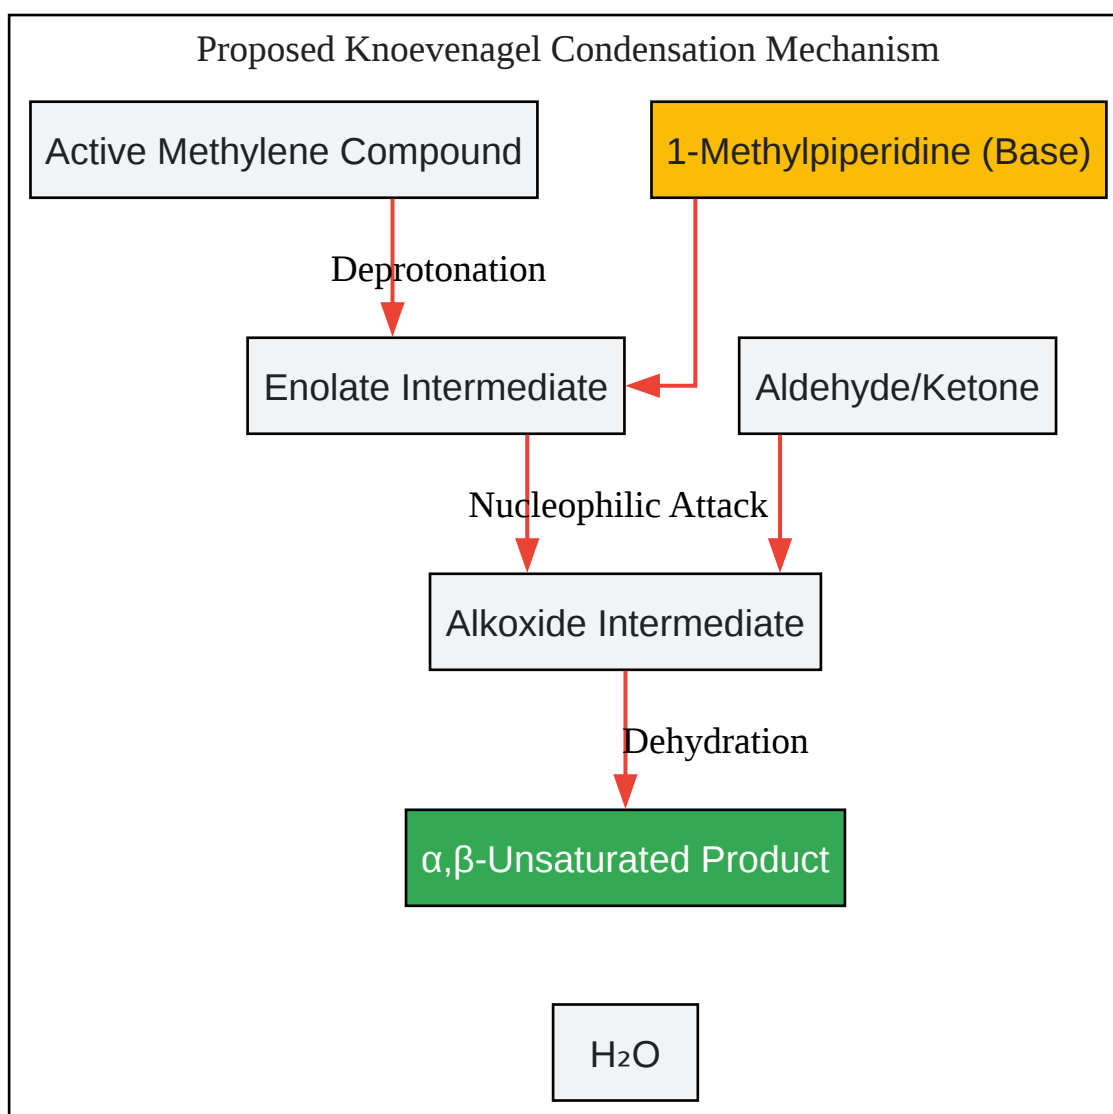 Proposed Knoevenagel Condensation Mechanism
Active Methylene Compound
1-Methylpiperidine (Base)
Deprotonation
Enolate Intermediate
Aldehyde/Ketone
Nucleophilic Attack
Alkoxide Intermediate
Dehydration
α,β-Unsaturated Product
H₂O